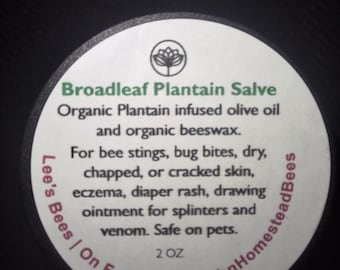 Broadleaf Plantain Salve
Organic Plantain infused olive oil
and organic beeswax.
For bee stings, bug bites, dry,
chapped, or cracked skin,
eczema, diaper rash, drawing
ointment for splinters and
venom. Safe on pets.
2 OZ
Lee's Bees | On
HomesteadBees